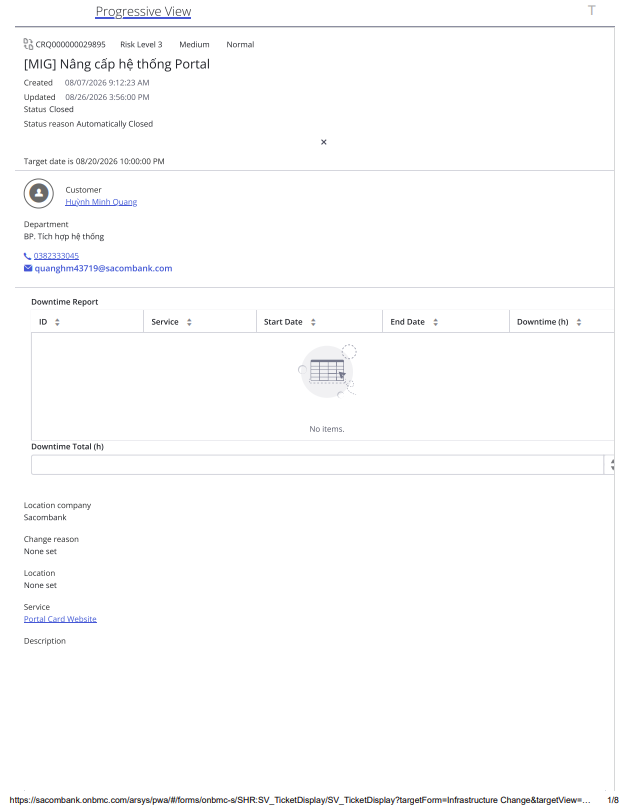 Progressive View
T
CRQ000000029895 Risk Level 3 Medium Normal
[MIG] Nâng cấp hệ thống Portal
Created 08/07/2026 9:12:23 AM
Updated 08/26/2026 3:56:00 PM
Status Closed
Status reason Automatically Closed
×
Target date is 08/20/2026 10:00:00 PM
Customer
Huỳnh Minh Quang
Department
BP. Tích hợp hệ thống
0382333045
quanghm43719@sacombank.com
Downtime Report
ID Service Start Date End Date Downtime (h)
No items.
Downtime Total (h)
Location company
Sacombank
Change reason
None set
Location
None set
Service
Portal Card Website
Description
https://sacombank.onbmc.com/arsys/pwa/#/forms/onbmc-s/SHR:SV_TicketDisplay/SV_TicketDisplay?targetForm=Infrastructure Change&targetView=... 1/8